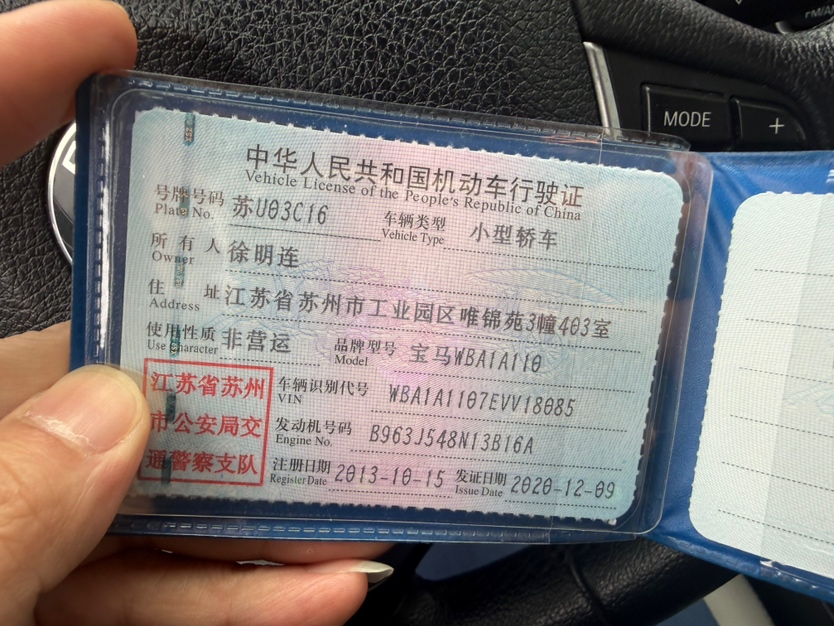 MODE
+
中华人民共和国机动车行驶证
Vehicle License of the People's Republic of China
号牌号码 苏U03C16 车辆类型 小型轿车
Plate No. Vehicle Type
所有人 徐明连
Owner
住址 江苏省苏州市工业园区唯锦苑3幢403室
Address
使用性质 非营运 品牌型号 宝马WBA1A110
Use Character Model
江苏省苏州
市公安局交
通警察支队
车辆识别代号 WBA1A1107EVV18085
VIN
发动机号码 B963J548N13B16A
Engine No.
注册日期 2013-10-15 发证日期 2020-12-09
Register Date Issue Date